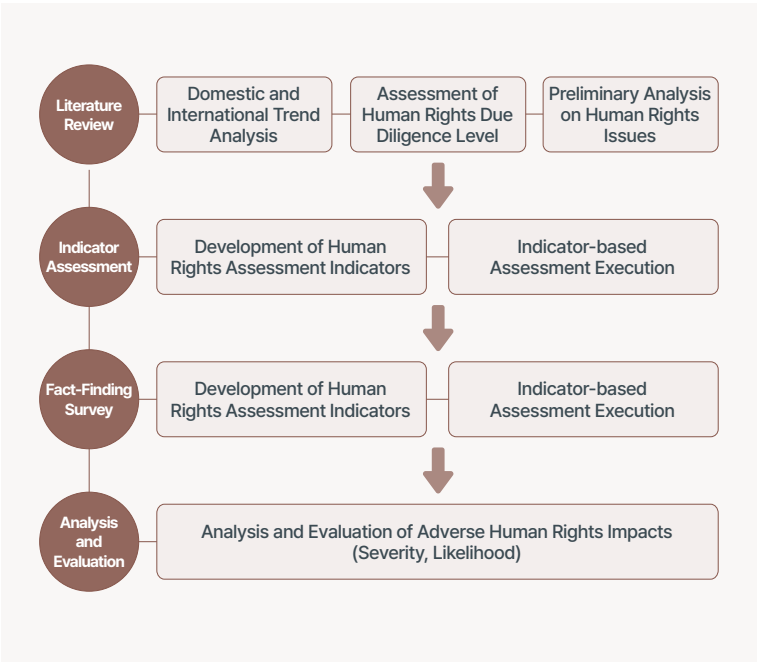 Literature
Review
Domestic and
International Trend
Analysis
Assessment of
Human Rights Due
Diligence Level
Preliminary Analysis
on Human Rights
Issues
Indicator
Assessment
Development of Human
Rights Assessment Indicators
Indicator-based
Assessment Execution
Fact-Finding
Survey
Development of Human
Rights Assessment Indicators
Indicator-based
Assessment Execution
Analysis
and
Evaluation
Analysis and Evaluation of Adverse Human Rights Impacts
(Severity, Likelihood)